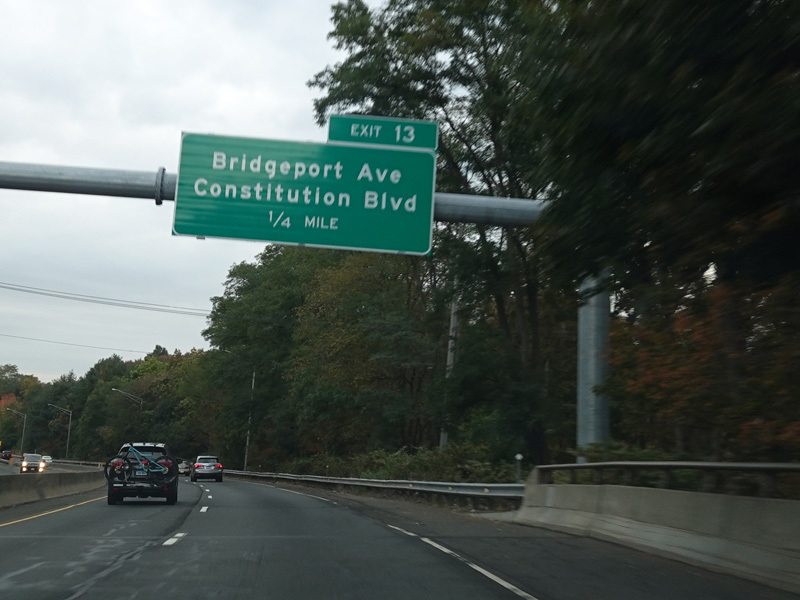 EXIT 13
Bridgeport Ave
Constitution Blvd
1/4 MILE